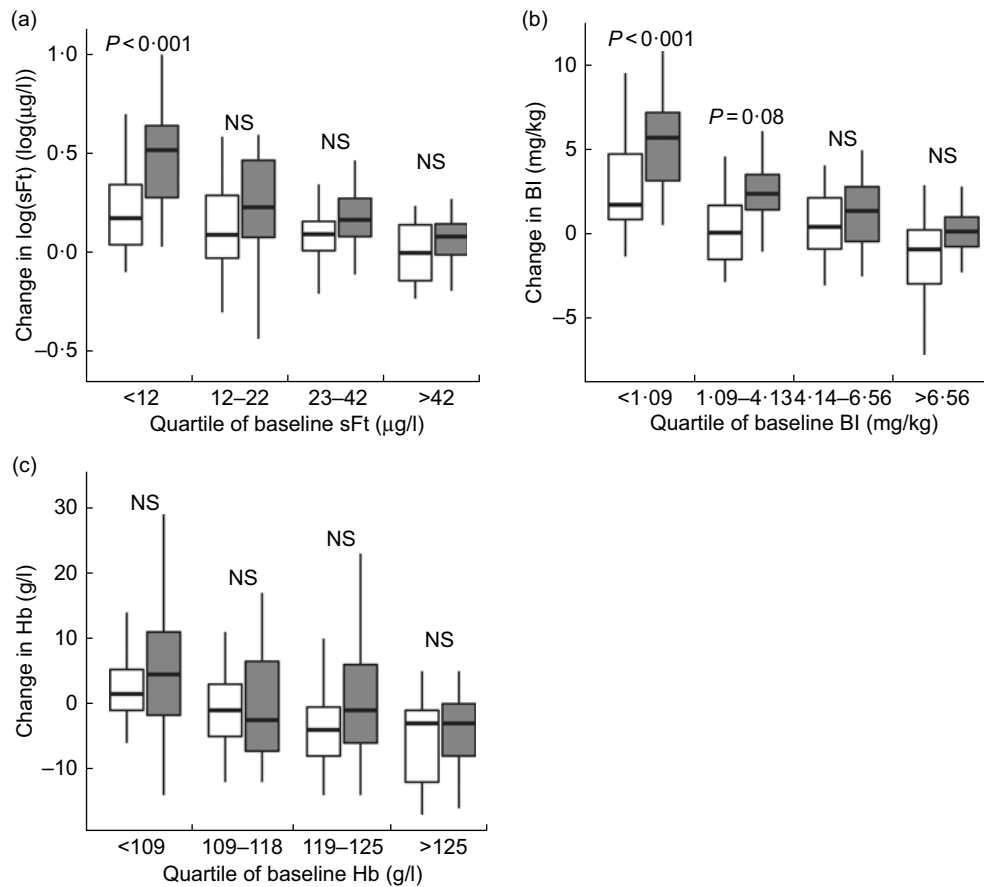 (a)
Change in log(sFt) (log(μg/l))
1·0
0·5
0·0
–0·5
P < 0·001
NS
NS
NS
<12
12–22
23–42
>42
Quartile of baseline sFt (μg/l)
(b)
Change in BI (mg/kg)
10
5
0
–5
P < 0·001
P = 0·08
NS
NS
<1·09
1·09–4·13
4·14–6·56
>6·56
Quartile of baseline BI (mg/kg)
(c)
Change in Hb (g/l)
30
20
10
0
–10
NS
NS
NS
NS
<109
109–118
119–125
>125
Quartile of baseline Hb (g/l)